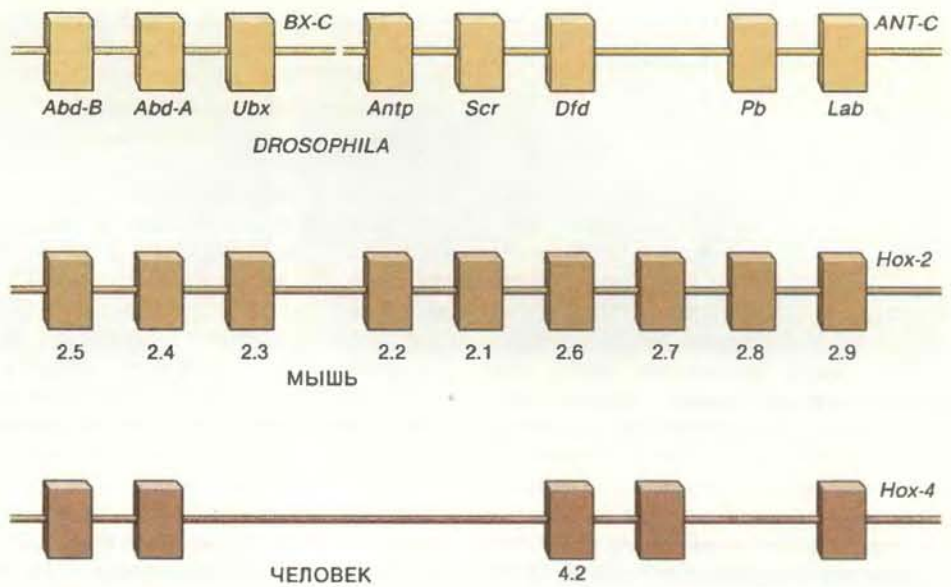 BX-C ANT-C
Abd-B Abd-A Ubx Antp Scr Dfd Pb Lab
DROSOPHILA
Hox-2
2.5 2.4 2.3 2.2 2.1 2.6 2.7 2.8 2.9
МЫШЬ
Hox-4
ЧЕЛОВЕК 4.2